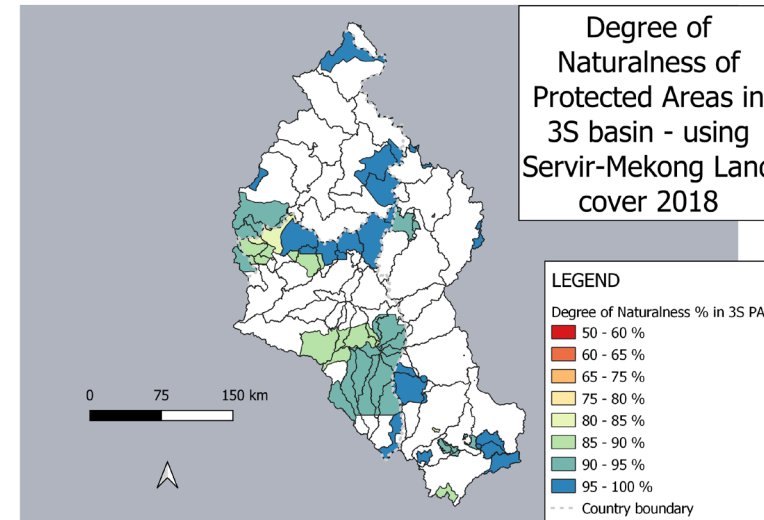 Degree of
Naturalness of
Protected Areas in
3S basin - using
Servir-Mekong Land
cover 2018
LEGEND
Degree of Naturalness % in 3S PA
50 - 60 %
60 - 65 %
65 - 75 %
75 - 80 %
80 - 85 %
85 - 90 %
90 - 95 %
95 - 100 %
Country boundary
0 75 150 km